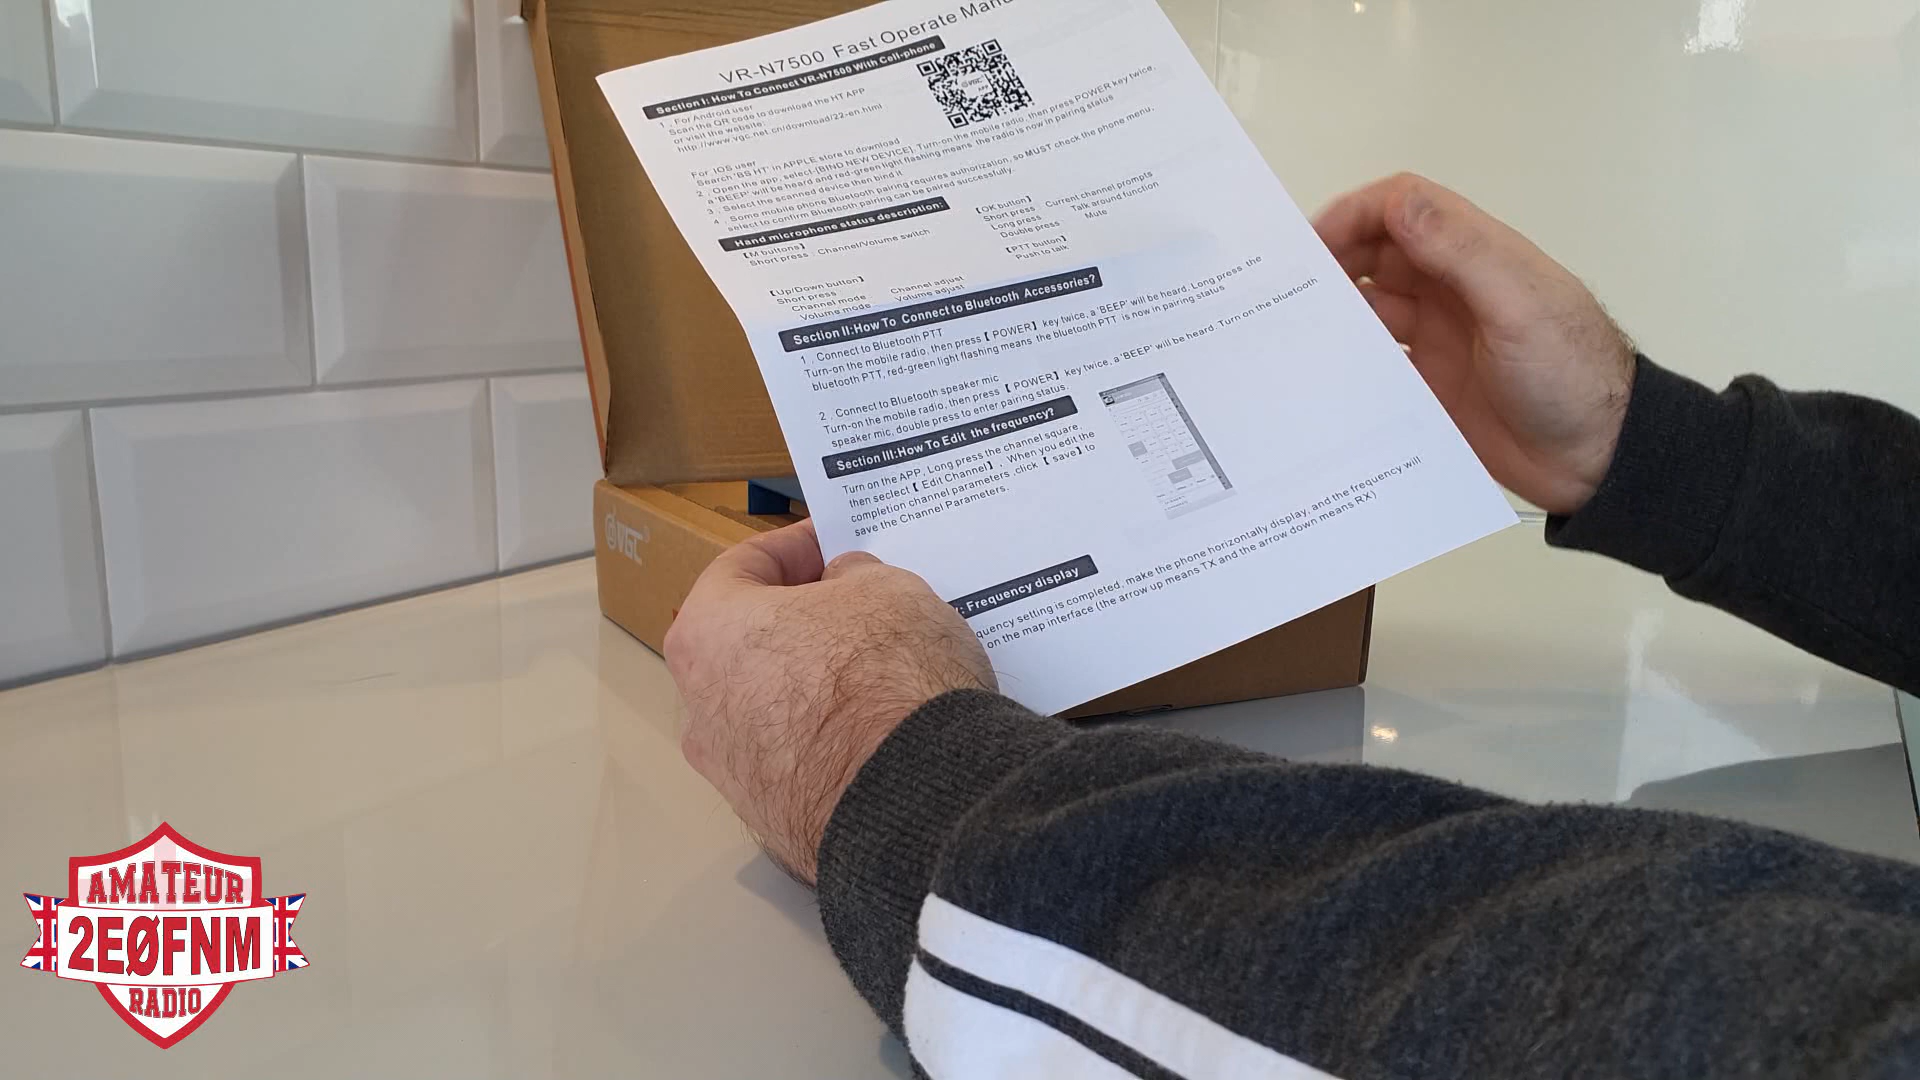 VR-N7500 Fast Operate
Section I: How To Connect VR-N7500 With Cell-phone
1 . For Android user
Scan the QR code to download the HT APP
or visit the website:
http://www.vgc.net.cn/download/22-en.html
VGC
APP
For IOS user
Search 'BS HT' in APPLE store to download
2 . Open the app, select [BIND NEW DEVICE]. Turn-on the mobile radio, then press POWER key twice,
a 'BEEP' will be heard and red-green light flashing means the radio is now in pairing status
3 . Select the scanned device then bind it
4 . Some mobile phone Bluetooth pairing requires authorization, so MUST check the phone menu,
select to confirm Bluetooth pairing can be paired successfully.
Hand microphone status description:
【M buttons】
Short press Channel/Volume switch
【Up/Down button】
Short press
Channel mode Channel adjust
Volume mode Volume adjust
【OK button】
Short press Current channel prompts
Long press Talk around function
Double press Mute
【PTT button】
Push to talk
Section II:How To Connect to Bluetooth Accessories?
1 . Connect to Bluetooth PTT
Turn-on the mobile radio, then press【 POWER】 key twice, a 'BEEP' will be heard. Long press the
bluetooth PTT, red-green light flashing means the bluetooth PTT is now in pairing status
2 . Connect to Bluetooth speaker mic
Turn-on the mobile radio, then press 【 POWER】 key twice, a 'BEEP' will be heard. Turn on the bluetooth
speaker mic, double press to enter pairing status.
Section III:How To Edit the frequency?
Turn on the APP, Long press the channel square,
then seclect【 Edit Channel】 . When you edit the
completion channel parameters ,click 【 save】to
save the Channel Parameters.
: Frequency display
quency setting is completed, make the phone horizontally display, and the frequency will
on the map interface (the arrow up means TX and the arrow down means RX)
VGC®
AMATEUR
2EØFNM
RADIO